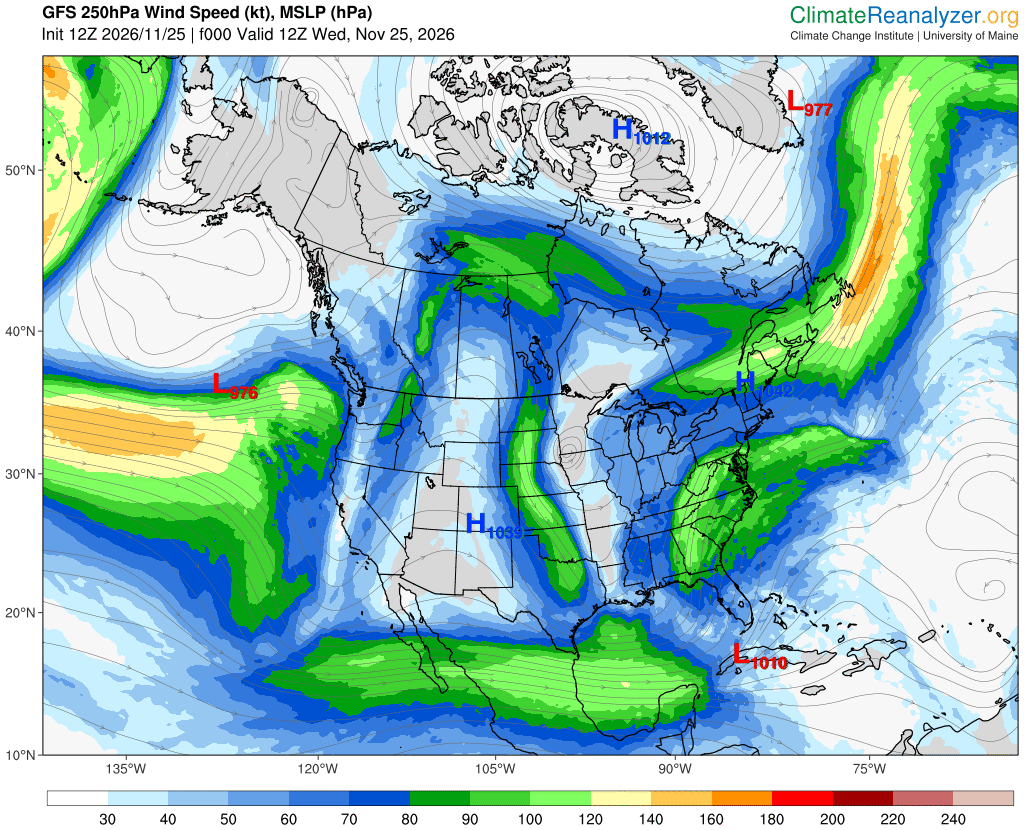 GFS 250hPa Wind Speed (kt), MSLP (hPa)
Init 12Z 2026/11/25 | f000 Valid 12Z Wed, Nov 25, 2026
ClimateReanalyzer.org
Climate Change Institute | University of Maine
L977
H1012
50°N
40°N
L976
H1042
30°N
H1039
20°N
L1010
10°N
135°W 120°W 105°W 90°W 75°W
30 40 50 60 70 80 90 100 120 140 160 180 200 220 240